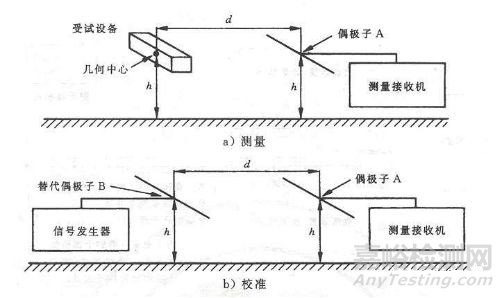 d
受试设备
偶极子 A
几何中心
h
h
测量接收机
a）测量
d
偶极子 A
替代偶极子 B
信号发生器
h
h
测量接收机
b）校准
嘉峪检测网
AnyTesting.com